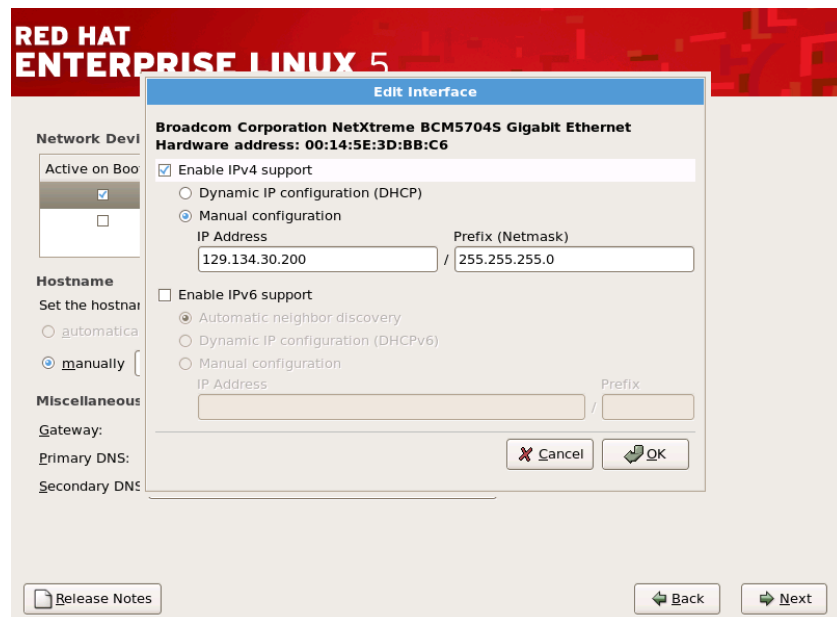 RED HAT
ENTERPRISE LINUX 5
Edit Interface
Broadcom Corporation NetXtreme BCM5704S Gigabit Ethernet
Hardware address: 00:14:5E:3D:BB:C6
Network Devi
Active on Boo
Enable IPv4 support
Dynamic IP configuration (DHCP)
Manual configuration
IP Address Prefix (Netmask)
129.134.30.200 / 255.255.255.0
Hostname
Set the hostnar
automatica
manually
Enable IPv6 support
Automatic neighbor discovery
Dynamic IP configuration (DHCPv6)
Manual configuration
IP Address Prefix
/
Miscellaneous
Gateway:
Primary DNS:
Secondary DNS
Cancel OK
Release Notes Back Next